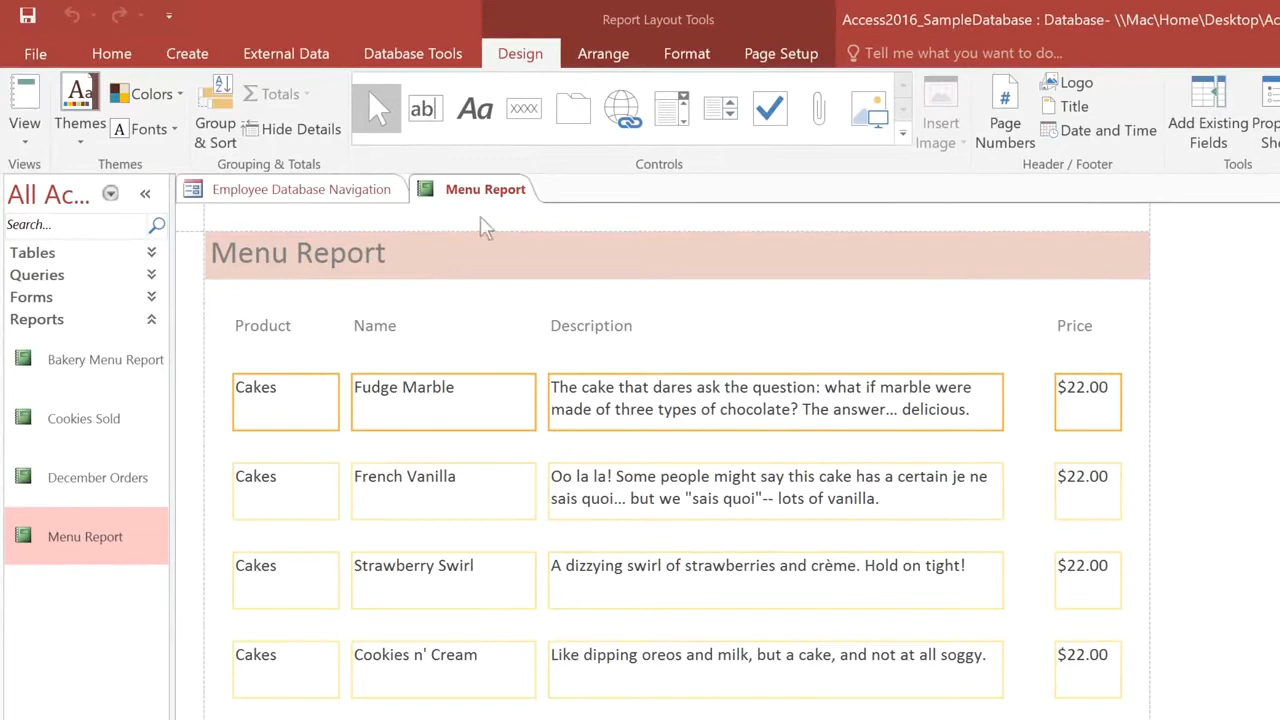 Report Layout Tools
Access2016_SampleDatabase : Database- \\Mac\Home\Desktop\Ac
File Home Create External Data Database Tools Design Arrange Format Page Setup Tell me what you want to do...
View
Themes
Colors
Fonts
Group & Sort
Totals
Hide Details
ab|
Aa
XXXX
Insert Image
#
Page Numbers
Logo
Title
Date and Time
Add Existing Fields
Views Themes Grouping & Totals Controls Header / Footer Tools
All Ac...
Search...
Tables
Queries
Forms
Reports
Bakery Menu Report
Cookies Sold
December Orders
Menu Report
Employee Database Navigation Menu Report
Menu Report
Product Name Description Price
Cakes Fudge Marble The cake that dares ask the question: what if marble were $22.00
made of three types of chocolate? The answer... delicious.
Cakes French Vanilla Oo la la! Some people might say this cake has a certain je ne $22.00
sais quoi... but we "sais quoi"-- lots of vanilla.
Cakes Strawberry Swirl A dizzying swirl of strawberries and crème. Hold on tight! $22.00
Cakes Cookies n' Cream Like dipping oreos and milk, but a cake, and not at all soggy. $22.00